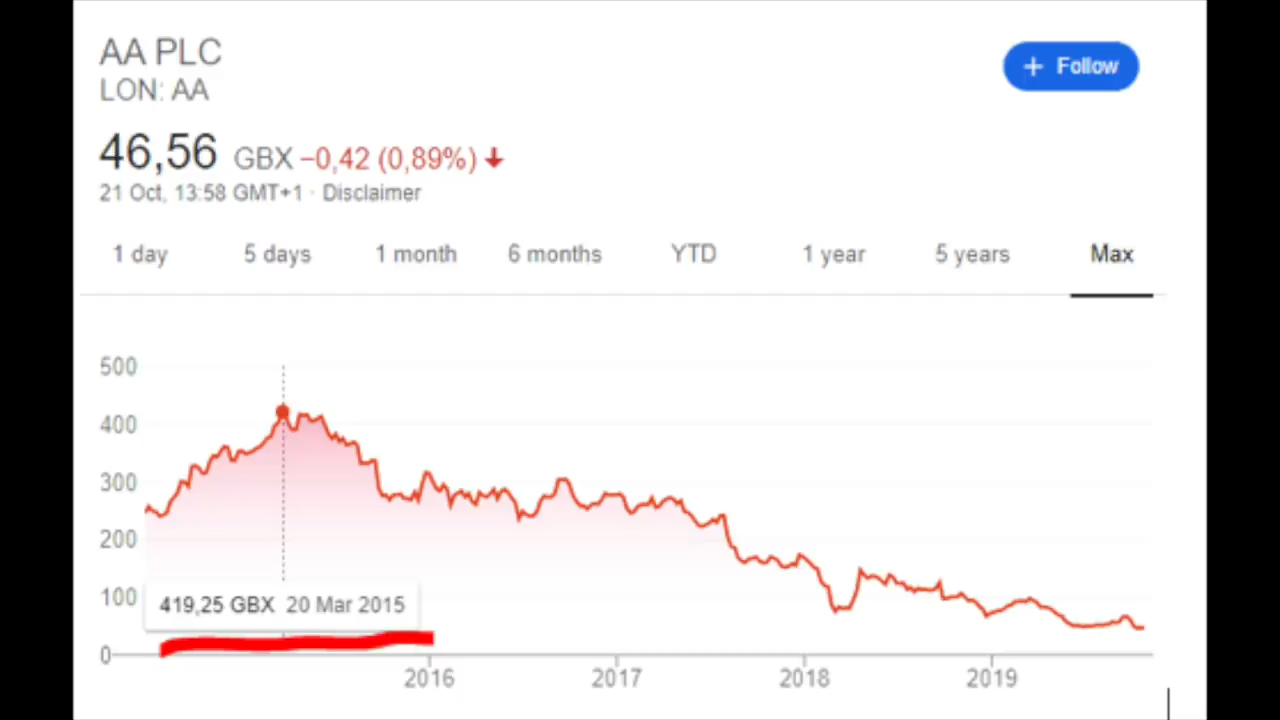 AA PLC
LON: AA
+ Follow
46,56 GBX −0,42 (0,89%)
21 Oct, 13:58 GMT+1 · Disclaimer
1 day 5 days 1 month 6 months YTD 1 year 5 years Max
500
400
300
200
100
419,25 GBX 20 Mar 2015
0
2016 2017 2018 2019